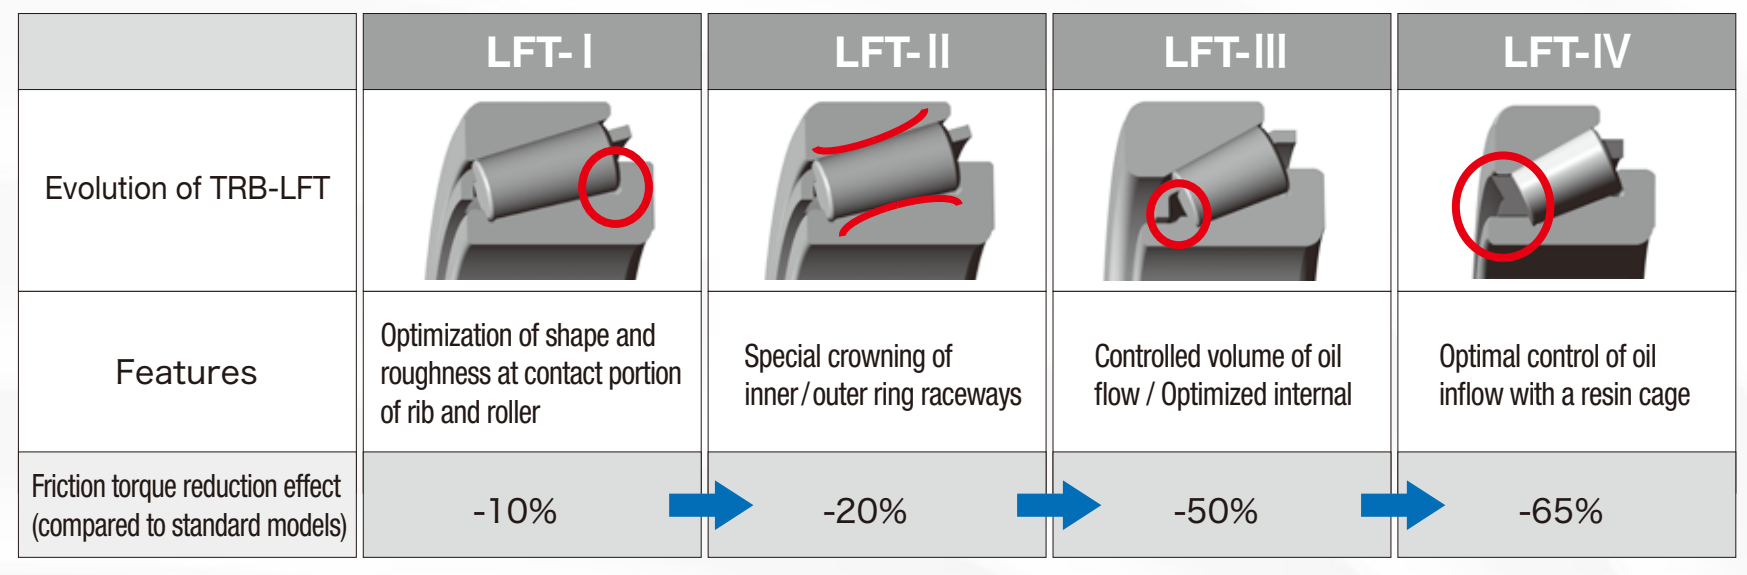 LFT-Ⅰ
LFT-Ⅱ
LFT-Ⅲ
LFT-Ⅳ
Evolution of TRB-LFT
Features
Optimization of shape and
roughness at contact portion
of rib and roller
Special crowning of
inner/outer ring raceways
Controlled volume of oil
flow / Optimized internal
Optimal control of oil
inflow with a resin cage
Friction torque reduction effect
(compared to standard models)
-10%
-20%
-50%
-65%